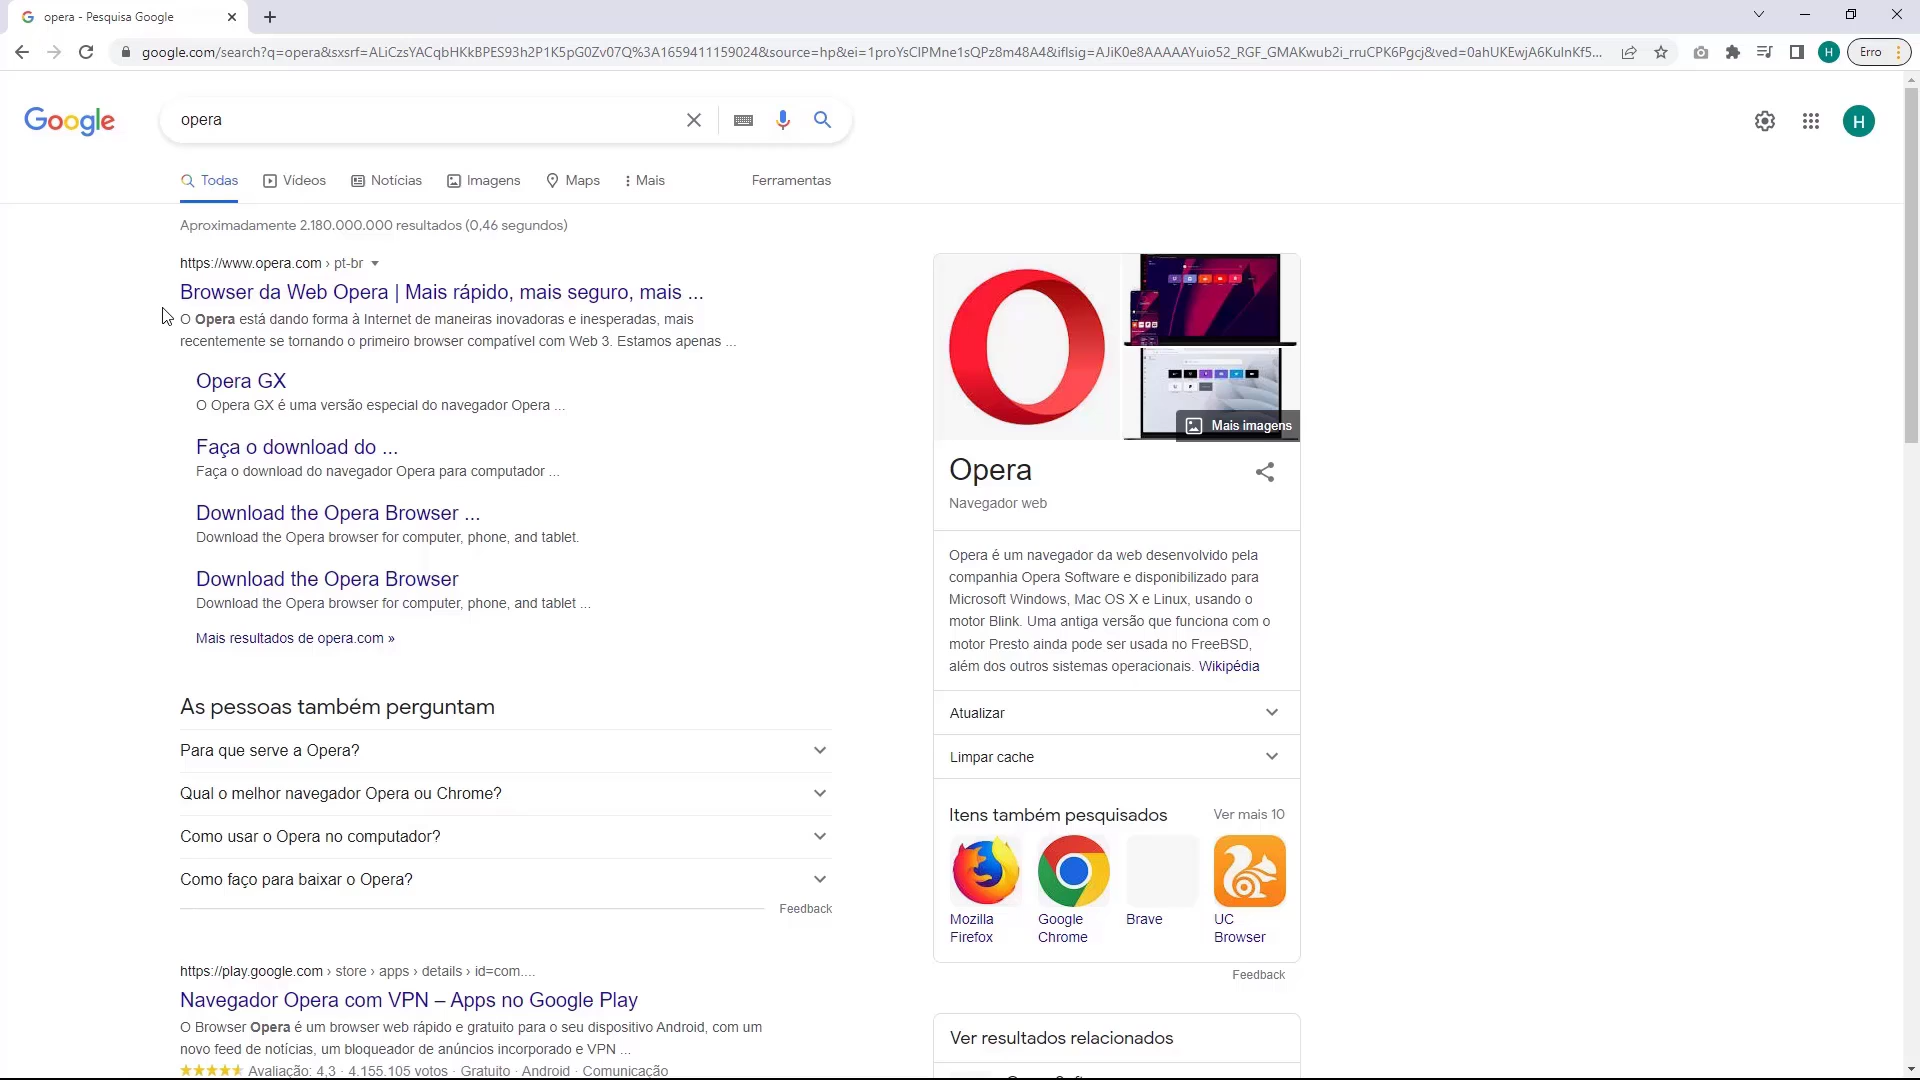 opera - Pesquisa Google
google.com/search?q=opera&sxsrf=ALiCzsYACqbHKkBPES93h2P1K5pG0Zv07Q%3A1659411159024&source=hp&ei=1proYsClPMne1sQPz8m48A4&iflsig=AJiK0e8AAAAAYuio52_RGF_GMAKwub2i_rruCPK6Pgcj&ved=0ahUKEwjA6KulnKf5...
H
Erro
Google
opera
H
Todas
Vídeos
Notícias
Imagens
Maps
Mais
Ferramentas
Aproximadamente 2.180.000.000 resultados (0,46 segundos)
https://www.opera.com › pt-br
Browser da Web Opera | Mais rápido, mais seguro, mais ...
O Opera está dando forma à Internet de maneiras inovadoras e inesperadas, mais
recentemente se tornando o primeiro browser compatível com Web 3. Estamos apenas ...
Opera GX
O Opera GX é uma versão especial do navegador Opera ...
Faça o download do ...
Faça o download do navegador Opera para computador ...
Download the Opera Browser ...
Download the Opera browser for computer, phone, and tablet.
Download the Opera Browser
Download the Opera browser for computer, phone, and tablet ...
Mais resultados de opera.com »
As pessoas também perguntam
Para que serve a Opera?
Qual o melhor navegador Opera ou Chrome?
Como usar o Opera no computador?
Como faço para baixar o Opera?
Feedback
https://play.google.com › store › apps › details › id=com....
Navegador Opera com VPN – Apps no Google Play
O Browser Opera é um browser web rápido e gratuito para o seu dispositivo Android, com um
novo feed de notícias, um bloqueador de anúncios incorporado e VPN ...
Avaliação: 4,3 · 4.155.105 votos · Gratuito · Android · Comunicação
Mais imagens
Opera
Navegador web
Opera é um navegador da web desenvolvido pela
companhia Opera Software e disponibilizado para
Microsoft Windows, Mac OS X e Linux, usando o
motor Blink. Uma antiga versão que funciona com o
motor Presto ainda pode ser usada no FreeBSD,
além dos outros sistemas operacionais. Wikipédia
Atualizar
Limpar cache
Itens também pesquisados
Ver mais 10
Mozilla
Firefox
Google
Chrome
Brave
UC
Browser
Feedback
Ver resultados relacionados